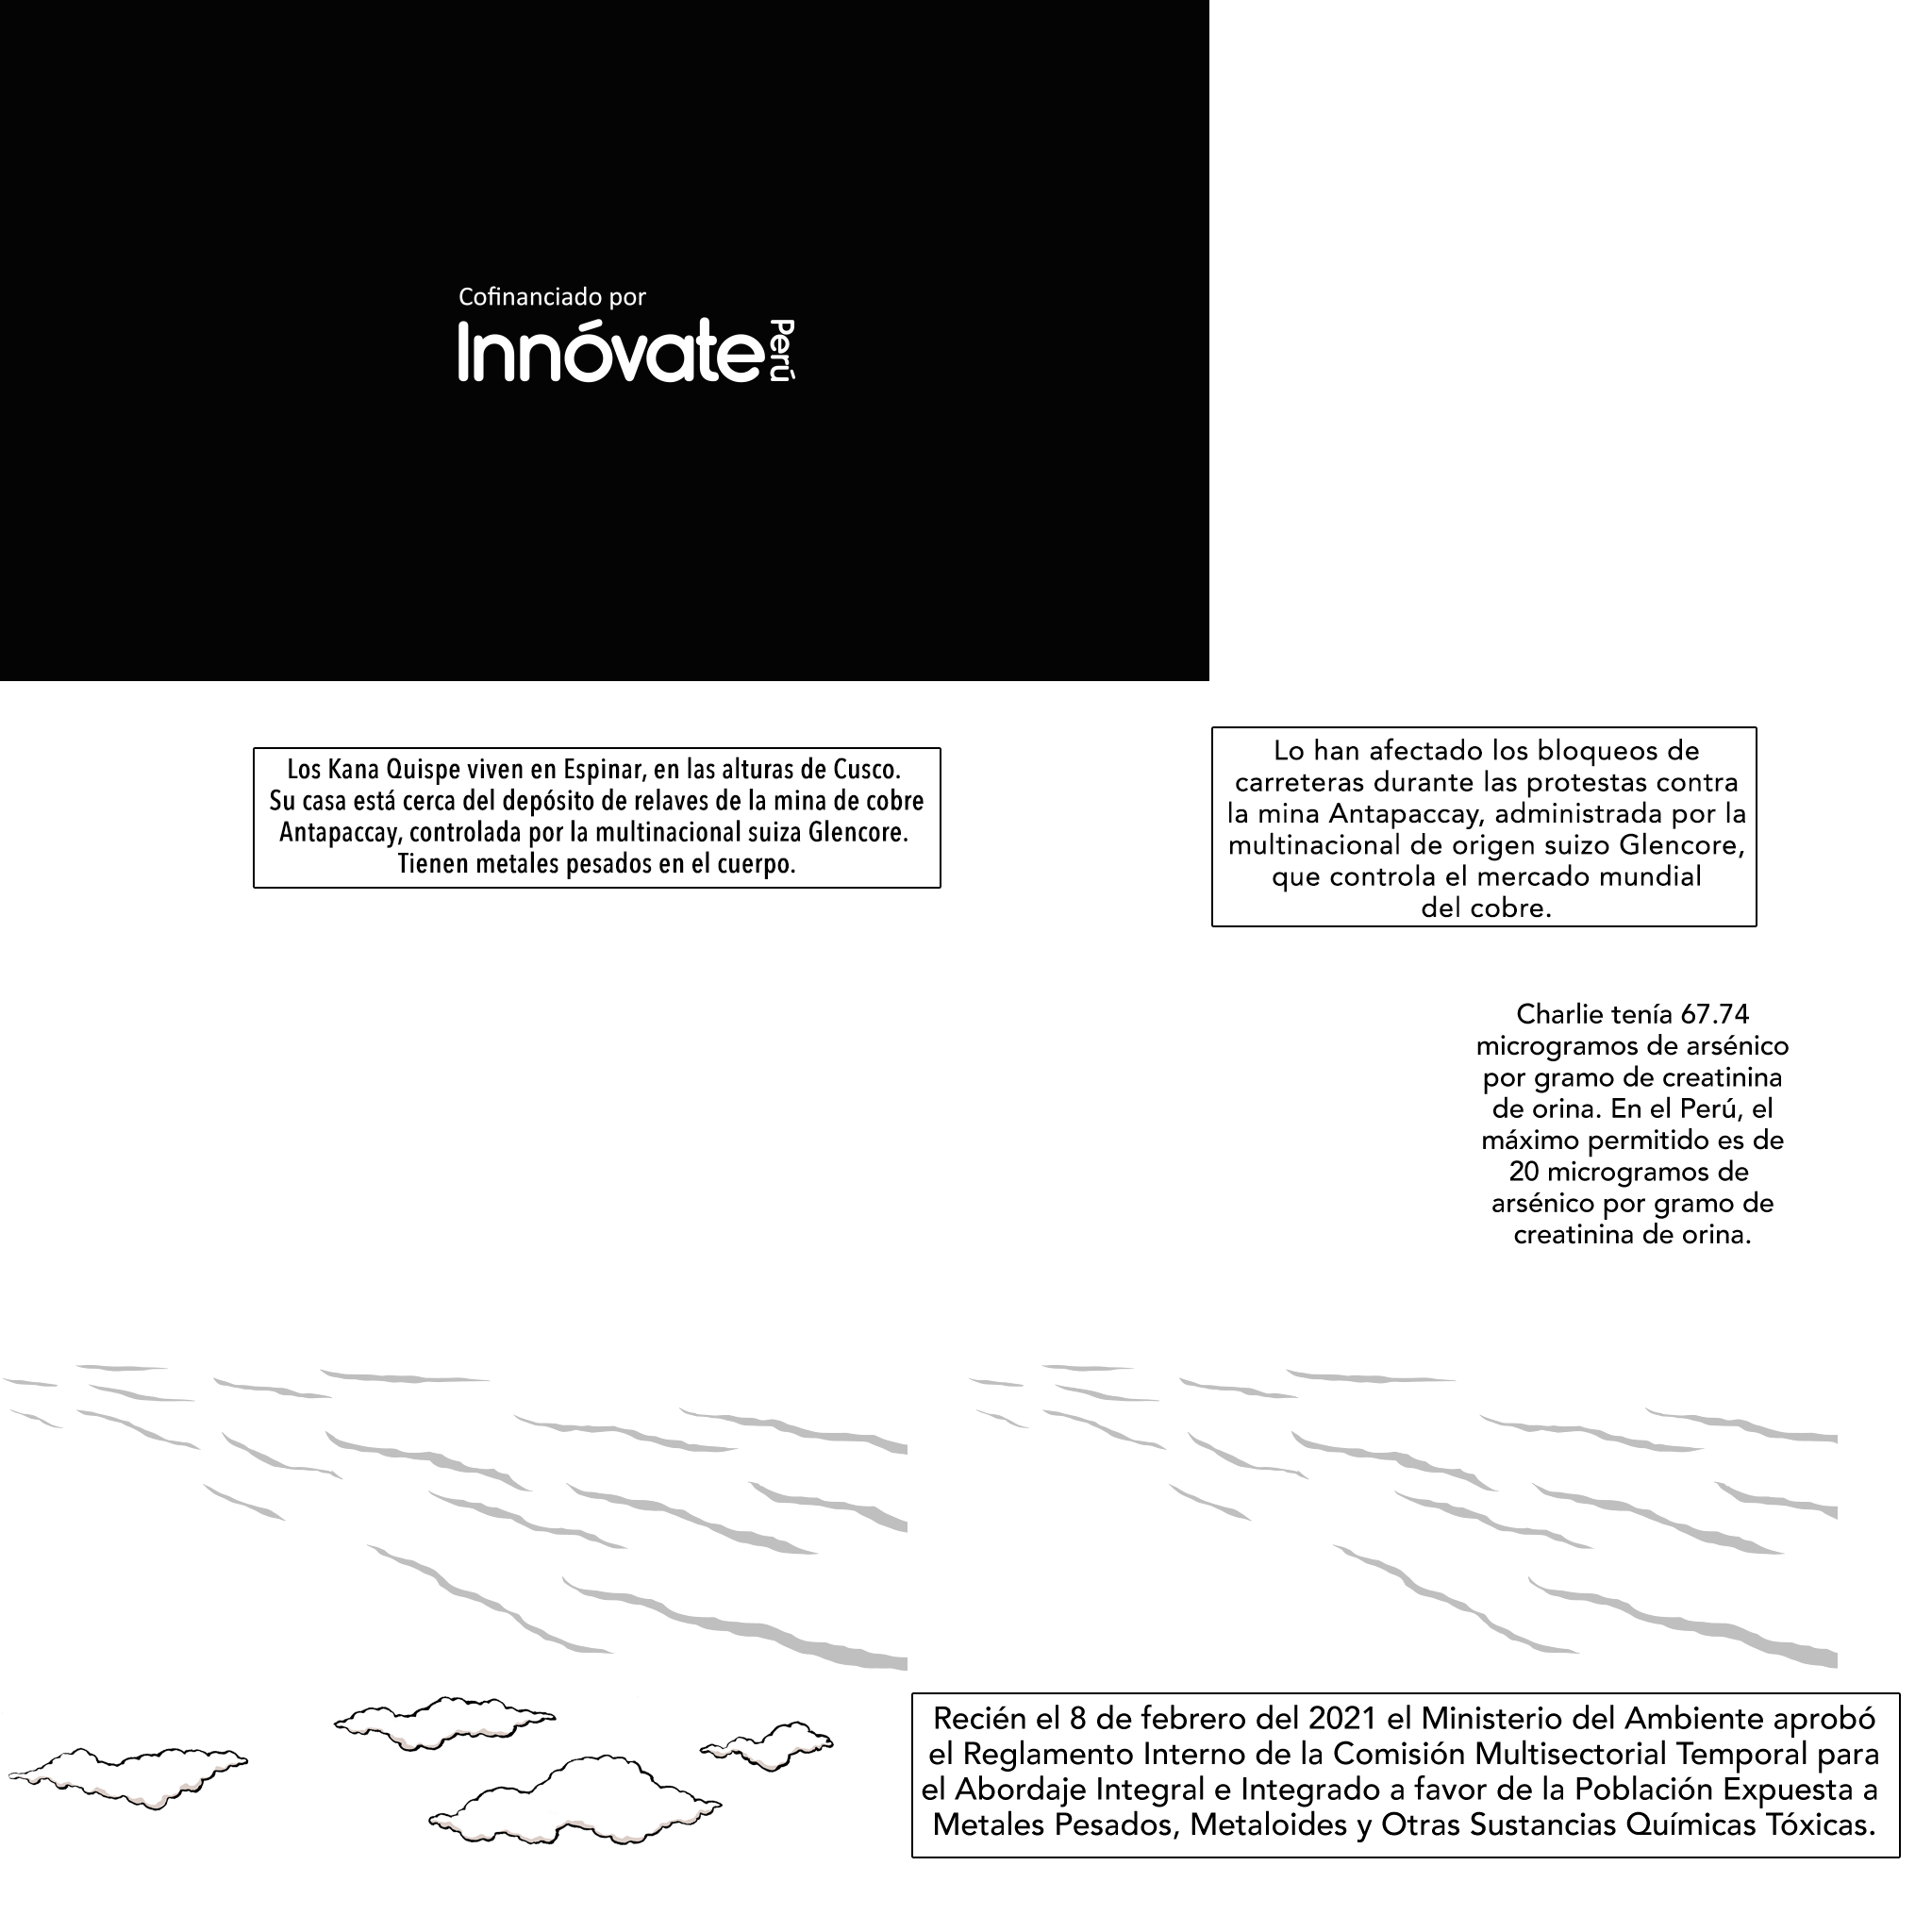 Cofinanciado por
Innóvate Perú
Los Kana Quispe viven en Espinar, en las alturas de Cusco.
Su casa está cerca del depósito de relaves de la mina de cobre
Antapaccay, controlada por la multinacional suiza Glencore.
Tienen metales pesados en el cuerpo.
Lo han afectado los bloqueos de
carreteras durante las protestas contra
la mina Antapaccay, administrada por la
multinacional de origen suizo Glencore,
que controla el mercado mundial
del cobre.
Charlie tenía 67.74
microgramos de arsénico
por gramo de creatinina
de orina. En el Perú, el
máximo permitido es de
20 microgramos de
arsénico por gramo de
creatinina de orina.
Recién el 8 de febrero del 2021 el Ministerio del Ambiente aprobó
el Reglamento Interno de la Comisión Multisectorial Temporal para
el Abordaje Integral e Integrado a favor de la Población Expuesta a
Metales Pesados, Metaloides y Otras Sustancias Químicas Tóxicas.